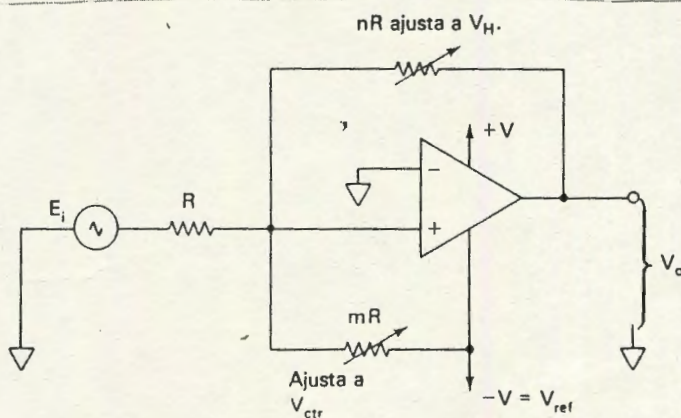 nR ajusta a V_H.
+V
−
E_i
R
+
V_o
mR
Ajusta a
V_ctr
−V = V_ref